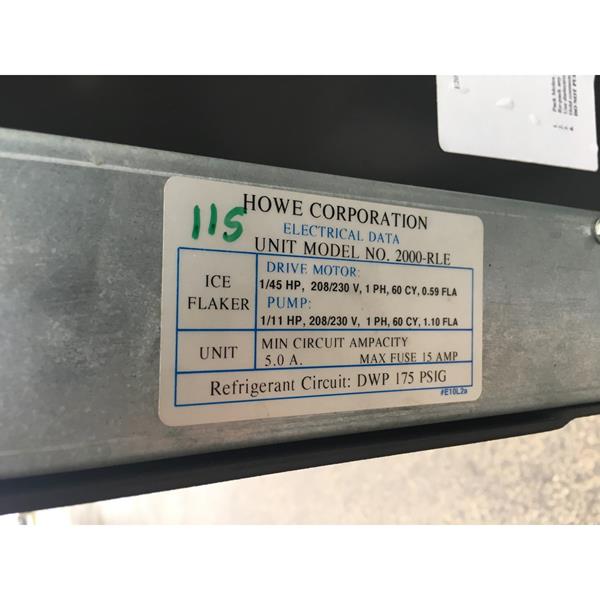 115
HOWE CORPORATION
ELECTRICAL DATA
UNIT MODEL NO. 2000-RLE
ICE FLAKER
DRIVE MOTOR:
1/45 HP, 208/230 V, 1 PH, 60 CY, 0.59 FLA
PUMP:
1/11 HP, 208/230 V, 1 PH, 60 CY, 1.10 FLA
UNIT
MIN CIRCUIT AMPACITY
5.0 A. MAX FUSE 15 AMP
Refrigerant Circuit: DWP 175 PSIG
#E10L2a